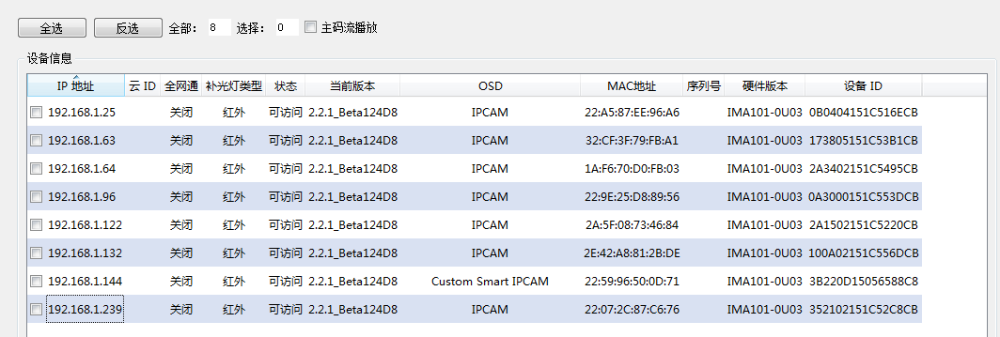 全选 反选 全部： 8 选择： 0 主码流播放
设备信息
IP 地址 云 ID 全网通 补光灯类型 状态 当前版本 OSD MAC地址 序列号 硬件版本 设备 ID
192.168.1.25 关闭 红外 可访问 2.2.1_Beta124D8 IPCAM 22:A5:87:EE:96:A6 IMA101-0U03 0B0404151C516ECB
192.168.1.63 关闭 红外 可访问 2.2.1_Beta124D8 IPCAM 32:CF:3F:79:FB:A1 IMA101-0U03 173805151C53B1CB
192.168.1.64 关闭 红外 可访问 2.2.1_Beta124D8 IPCAM 1A:F6:70:D0:FB:03 IMA101-0U03 2A3402151C5495CB
192.168.1.96 关闭 红外 可访问 2.2.1_Beta124D8 IPCAM 22:9E:25:D8:89:56 IMA101-0U03 0A3000151C553DCB
192.168.1.122 关闭 红外 可访问 2.2.1_Beta124D8 IPCAM 2A:5F:08:73:46:84 IMA101-0U03 2A1502151C5220CB
192.168.1.132 关闭 红外 可访问 2.2.1_Beta124D8 IPCAM 2E:42:A8:81:2B:DE IMA101-0U03 100A02151C556DCB
192.168.1.144 关闭 红外 可访问 2.2.1_Beta124D8 Custom Smart IPCAM 22:59:96:50:0D:71 IMA101-0U03 3B220D15056588C8
192.168.1.239 关闭 红外 可访问 2.2.1_Beta124D8 IPCAM 22:07:2C:87:C6:76 IMA101-0U03 352102151C52C8CB